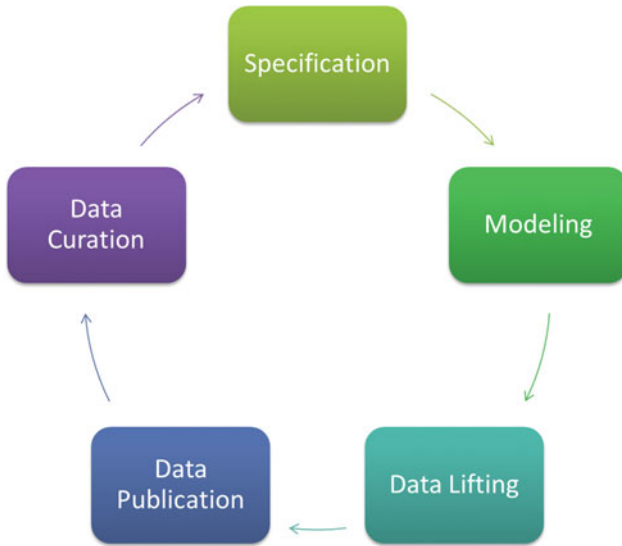 Specification
Modeling
Data Lifting
Data
Publication
Data
Curation